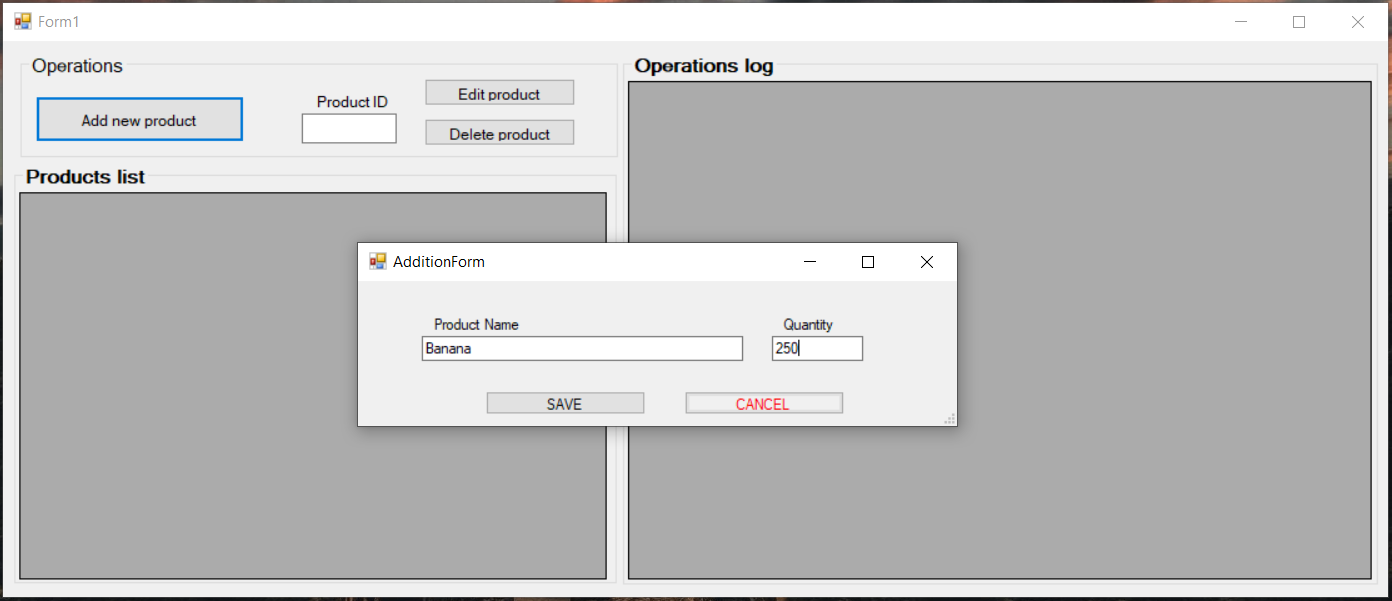 Form1
Operations
Add new product
Product ID
Edit product
Delete product
Products list
Operations log
AdditionForm
Product Name
Quantity
Banana
250
SAVE
CANCEL